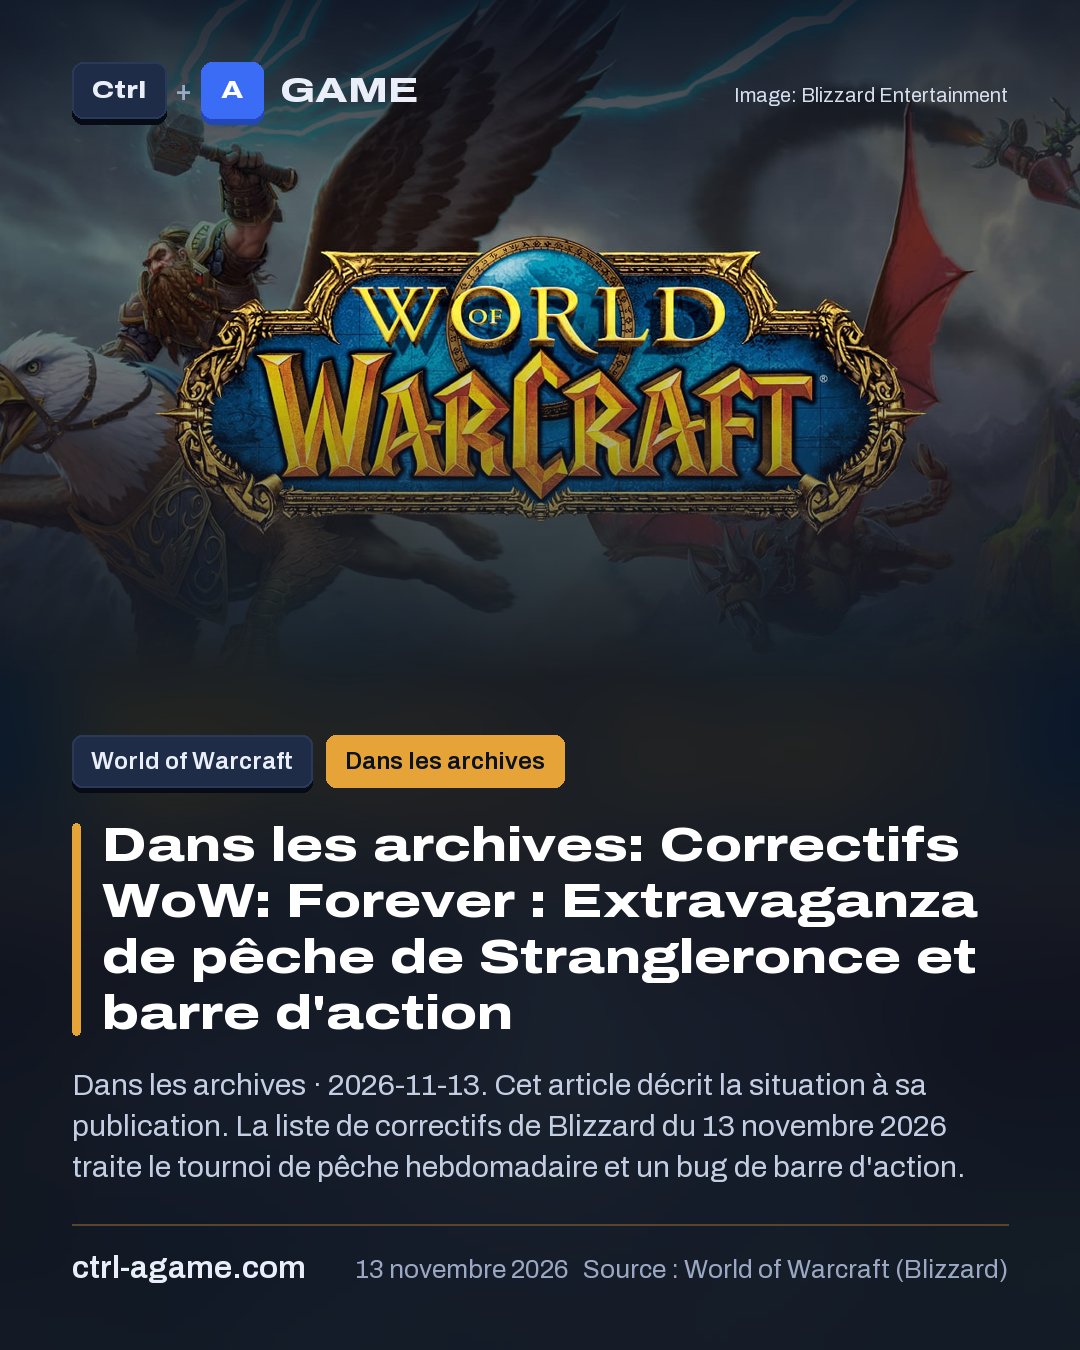 Ctrl + A GAME
Image: Blizzard Entertainment
WORLD
OF
WARCRAFT®
World of Warcraft
Dans les archives
Dans les archives: Correctifs
WoW: Forever : Extravaganza
de pêche de Strangleronce et
barre d'action
Dans les archives · 2026-11-13. Cet article décrit la situation à sa
publication. La liste de correctifs de Blizzard du 13 novembre 2026
traite le tournoi de pêche hebdomadaire et un bug de barre d'action.
ctrl-agame.com
13 novembre 2026 Source : World of Warcraft (Blizzard)